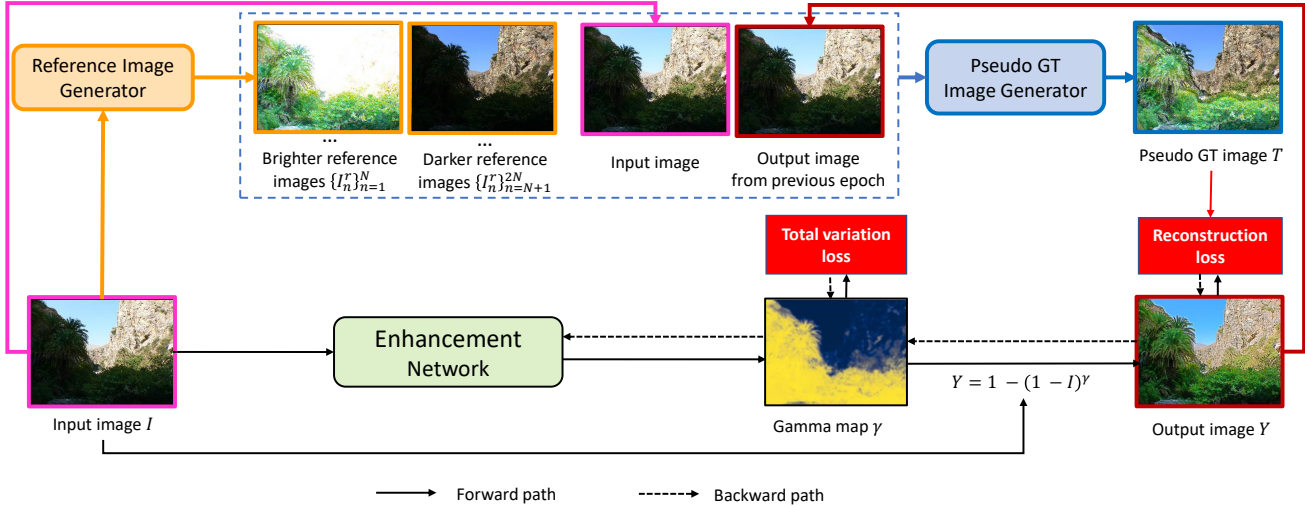 Reference Image
Generator
...
Brighter reference
images {I_n^r}_{n=1}^N
...
Darker reference
images {I_n^r}_{n=N+1}^{2N}
Input image
Output image
from previous epoch
Pseudo GT
Image Generator
Pseudo GT image T
Total variation
loss
Reconstruction
loss
Enhancement
Network
Y = 1 − (1 − I)^γ
Input image I
Gamma map γ
Output image Y
Forward path
Backward path